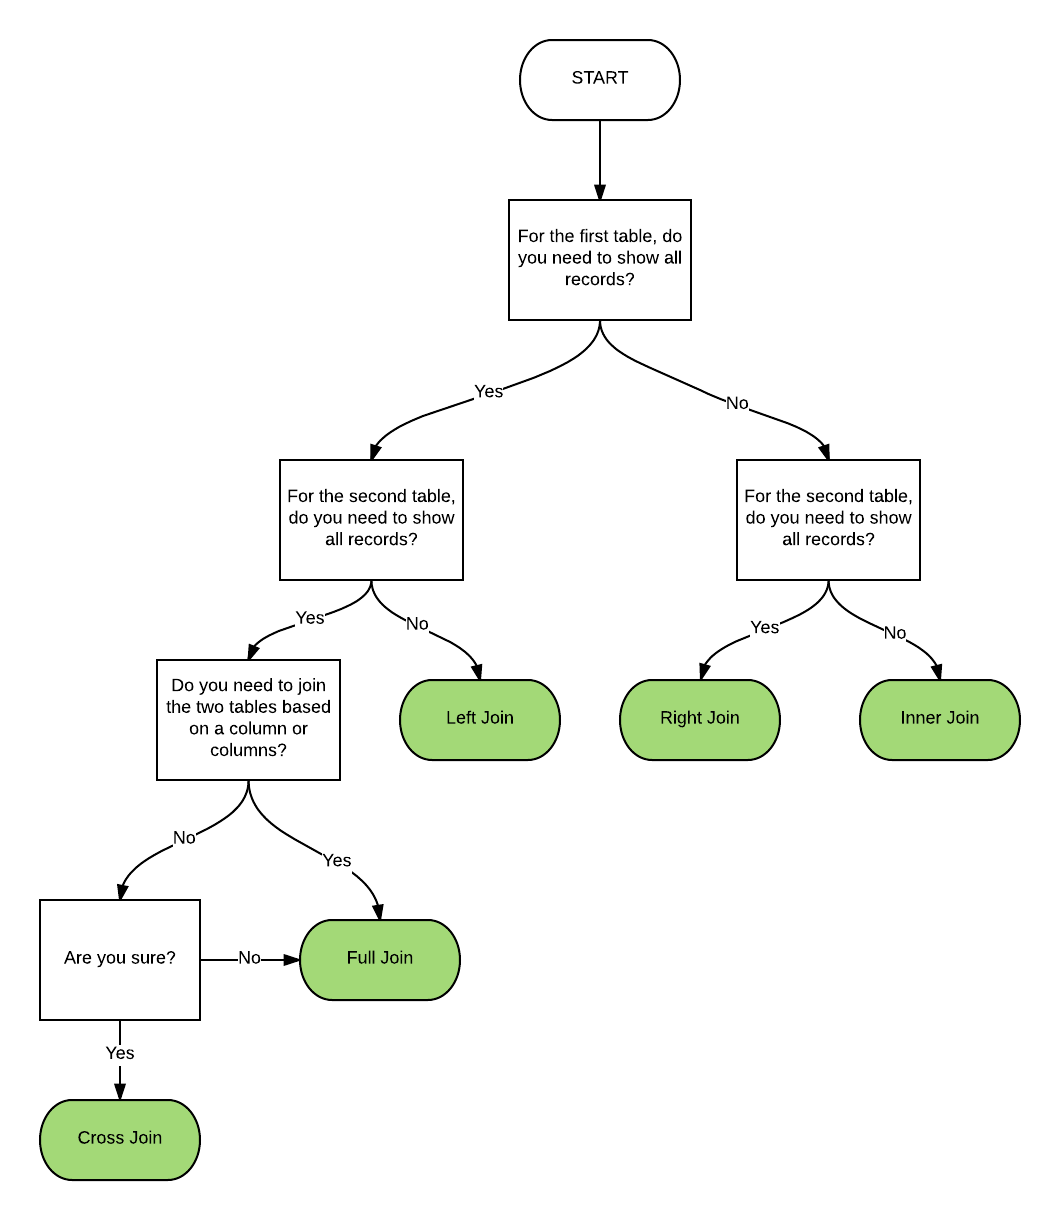 START
For the first table, do
you need to show all
records?
Yes
No
For the second table,
do you need to show
all records?
For the second table,
do you need to show
all records?
Yes
No
Yes
No
Do you need to join
the two tables based
on a column or
columns?
Left Join
Right Join
Inner Join
No
Yes
Are you sure?
No
Full Join
Yes
Cross Join